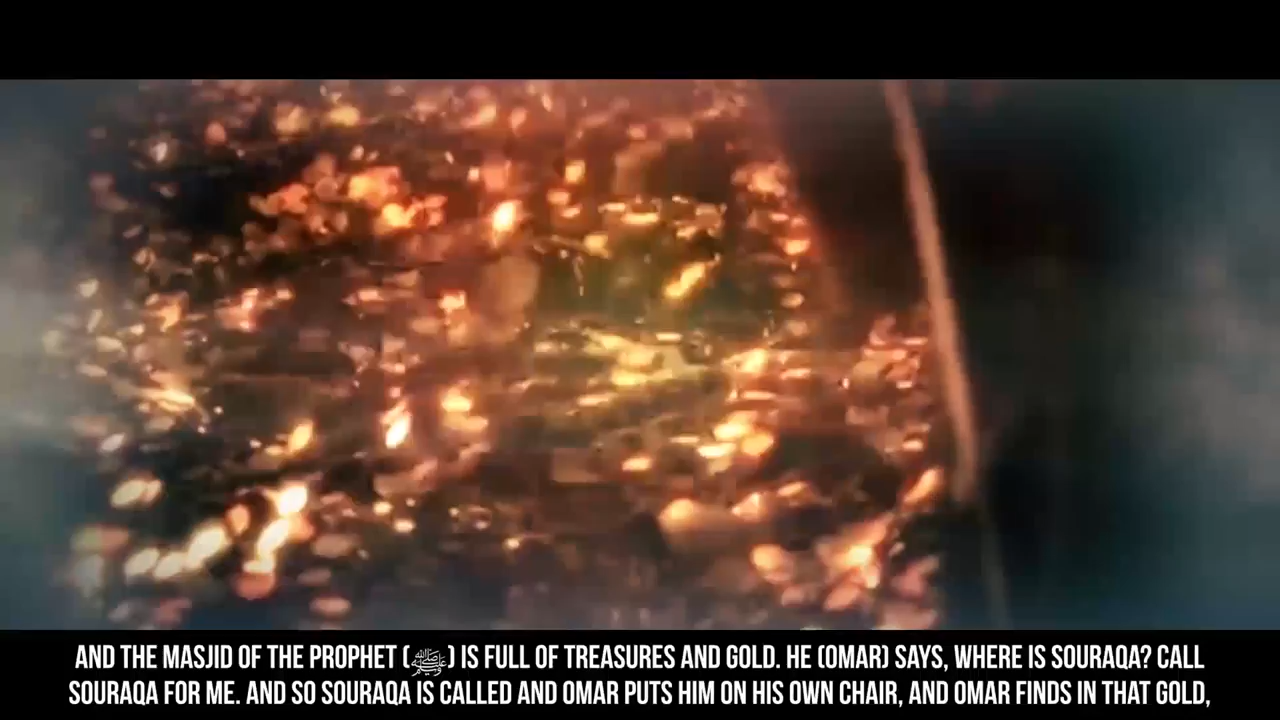 AND THE MASJID OF THE PROPHET (ﷺ) IS FULL OF TREASURES AND GOLD. HE (OMAR) SAYS, WHERE IS SOURAQA? CALL
SOURAQA FOR ME. AND SO SOURAQA IS CALLED AND OMAR PUTS HIM ON HIS OWN CHAIR, AND OMAR FINDS IN THAT GOLD,